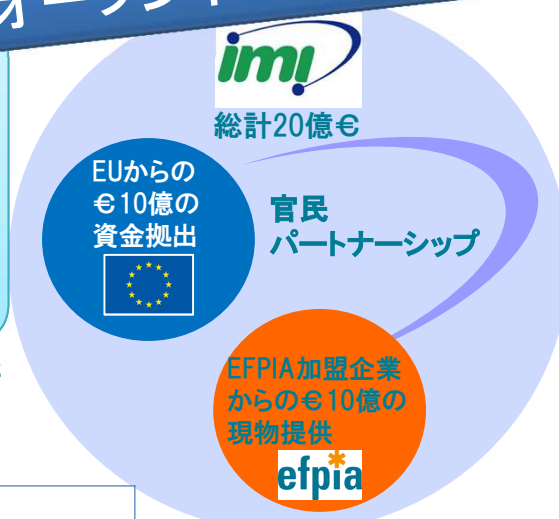 imi
総計20億€
EUからの
€10億の
資金拠出
官民
パートナーシップ
EFPIA加盟企業
からの€10億の
現物提供
efpia